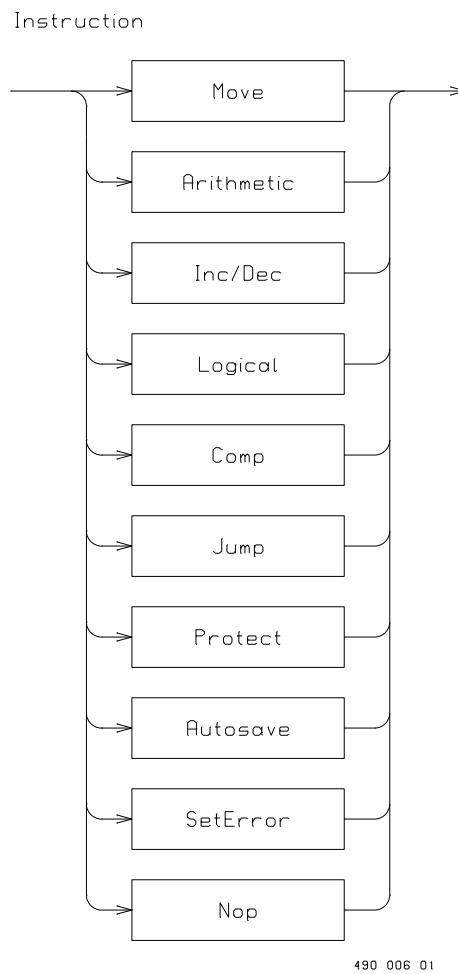 Instruction
Move
Arithmetic
Inc/Dec
Logical
Comp
Jump
Protect
Autosave
SetError
Nop
490 006 01